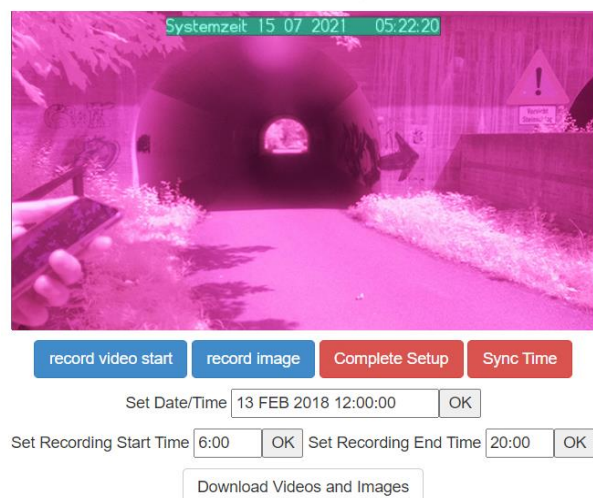 Systemzeit 15 07 2021 05:22:20
record video start record image Complete Setup Sync Time
Set Date/Time 13 FEB 2018 12:00:00 OK
Set Recording Start Time 6:00 OK Set Recording End Time 20:00 OK
Download Videos and Images